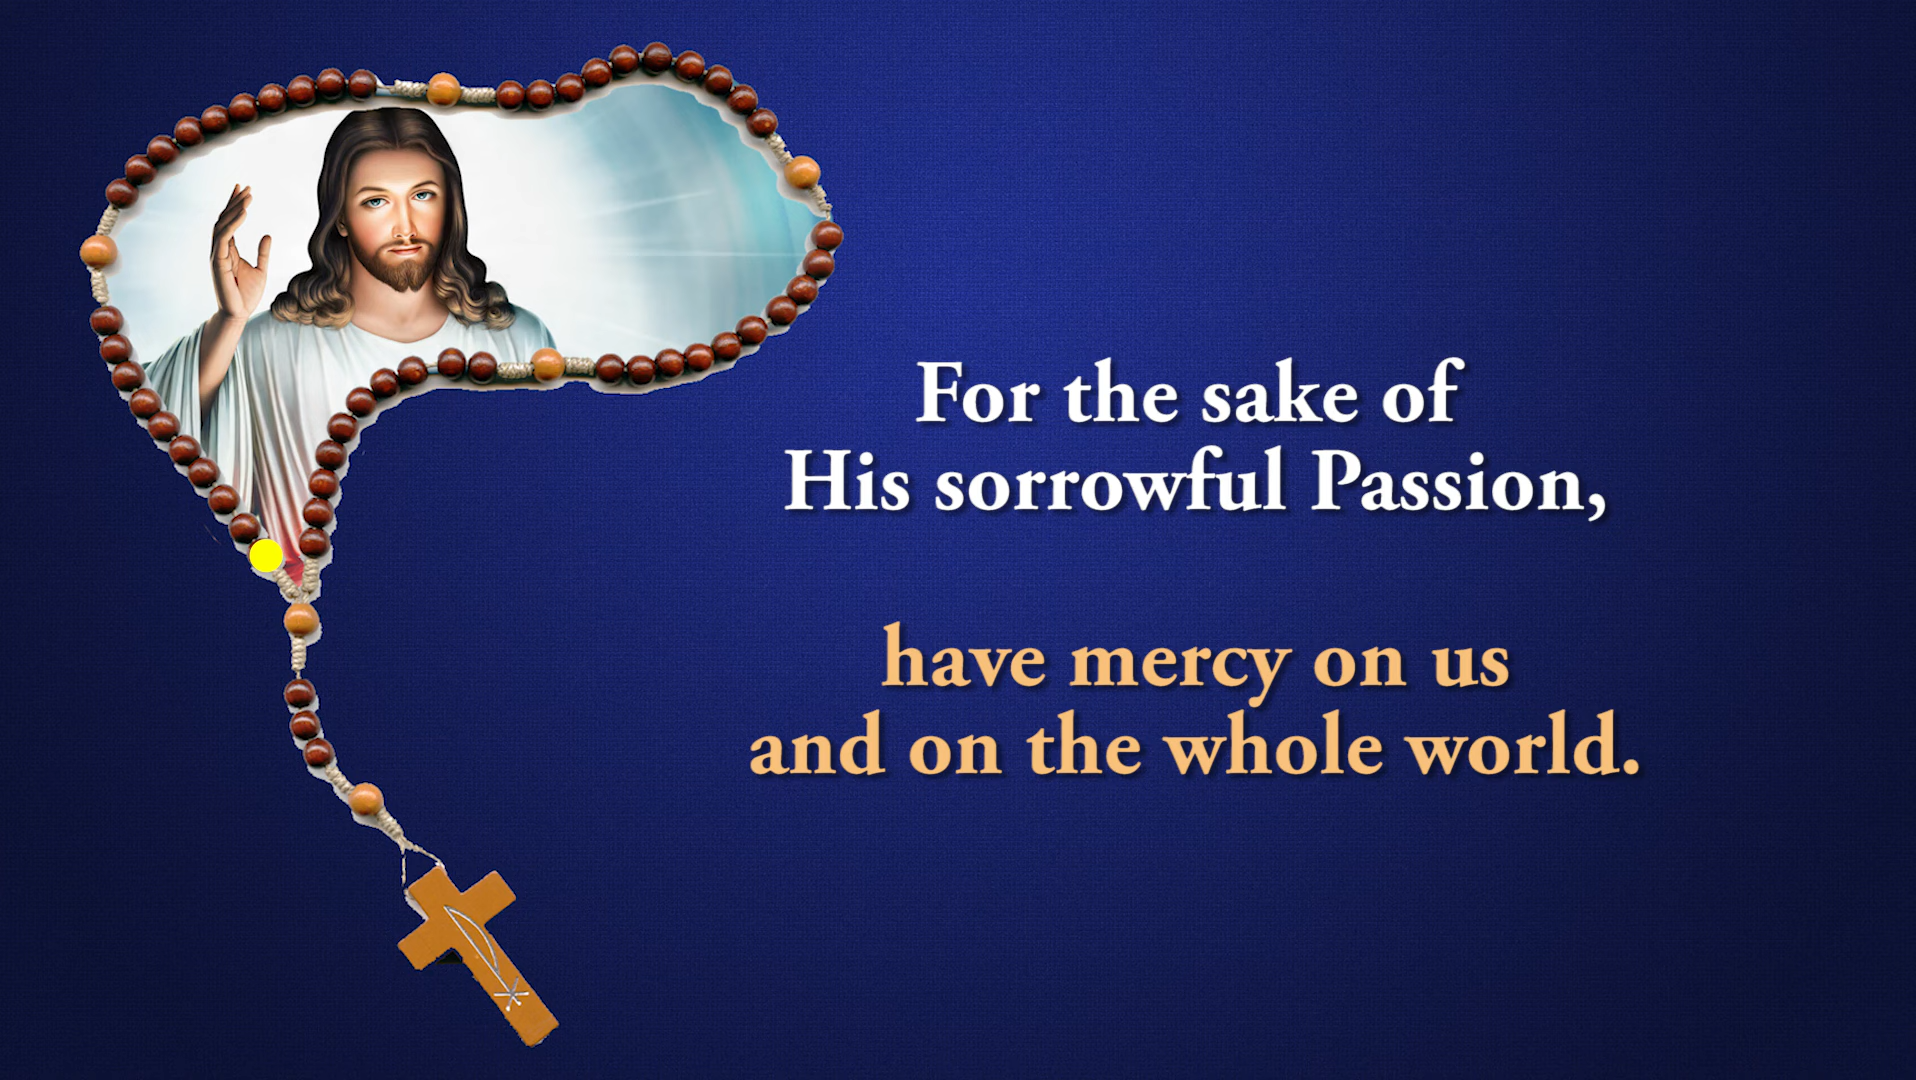 For the sake of
His sorrowful Passion,
have mercy on us
and on the whole world.